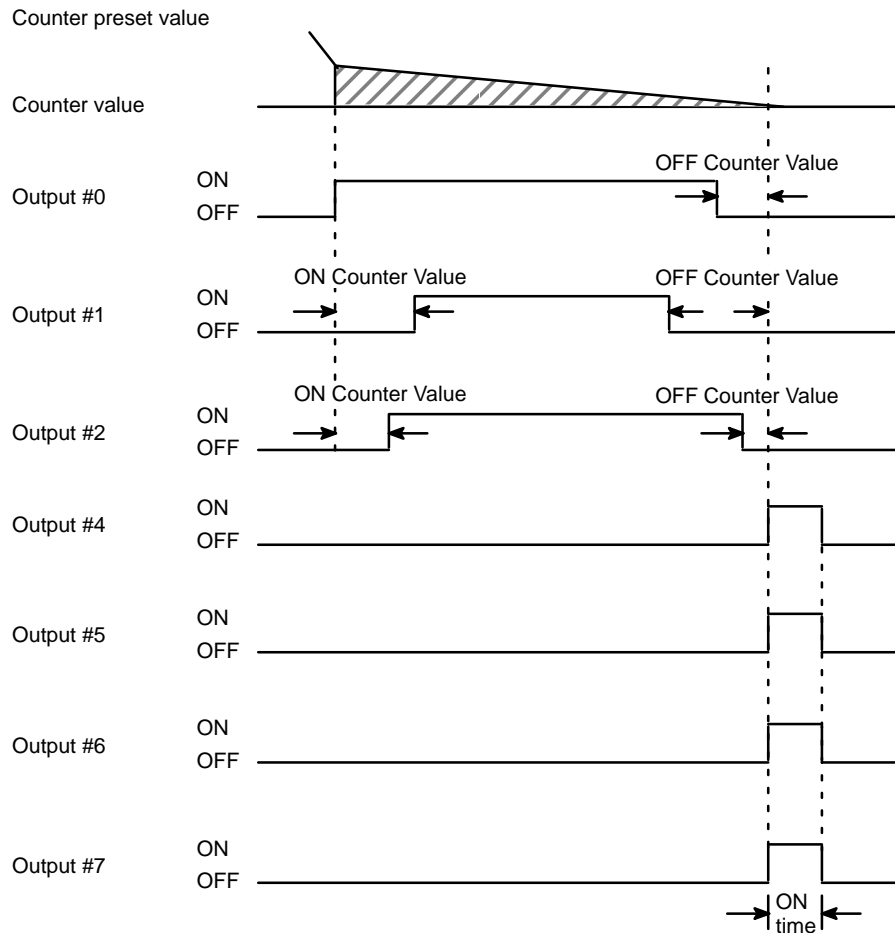 Counter preset value
Counter value
OFF Counter Value
Output #0
ON
OFF
ON Counter Value
OFF Counter Value
Output #1
ON
OFF
ON Counter Value
OFF Counter Value
Output #2
ON
OFF
Output #4
ON
OFF
Output #5
ON
OFF
Output #6
ON
OFF
Output #7
ON
OFF
ON
time